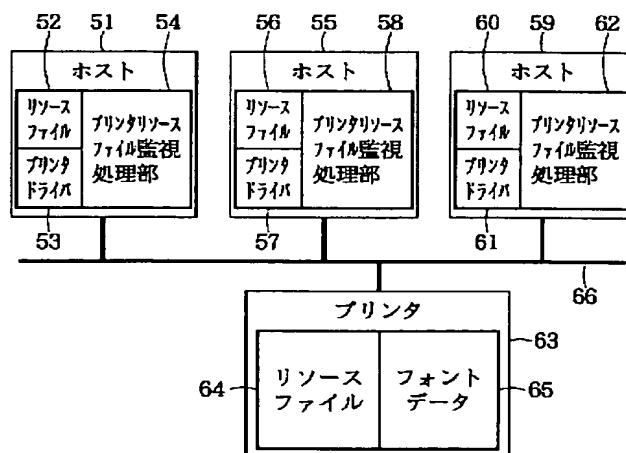 52 51 54 56 55 58 60 59 62
ホスト ホスト ホスト
リソース プリンタリソース リソース プリンタリソース リソース プリンタリソース
ファイル ファイル監視 ファイル ファイル監視 ファイル ファイル監視
プリンタ 処理部 プリンタ 処理部 プリンタ 処理部
ドライバ ドライバ ドライバ
53 57 61
66
プリンタ
63
64 リソース フォント 65
ファイル データ